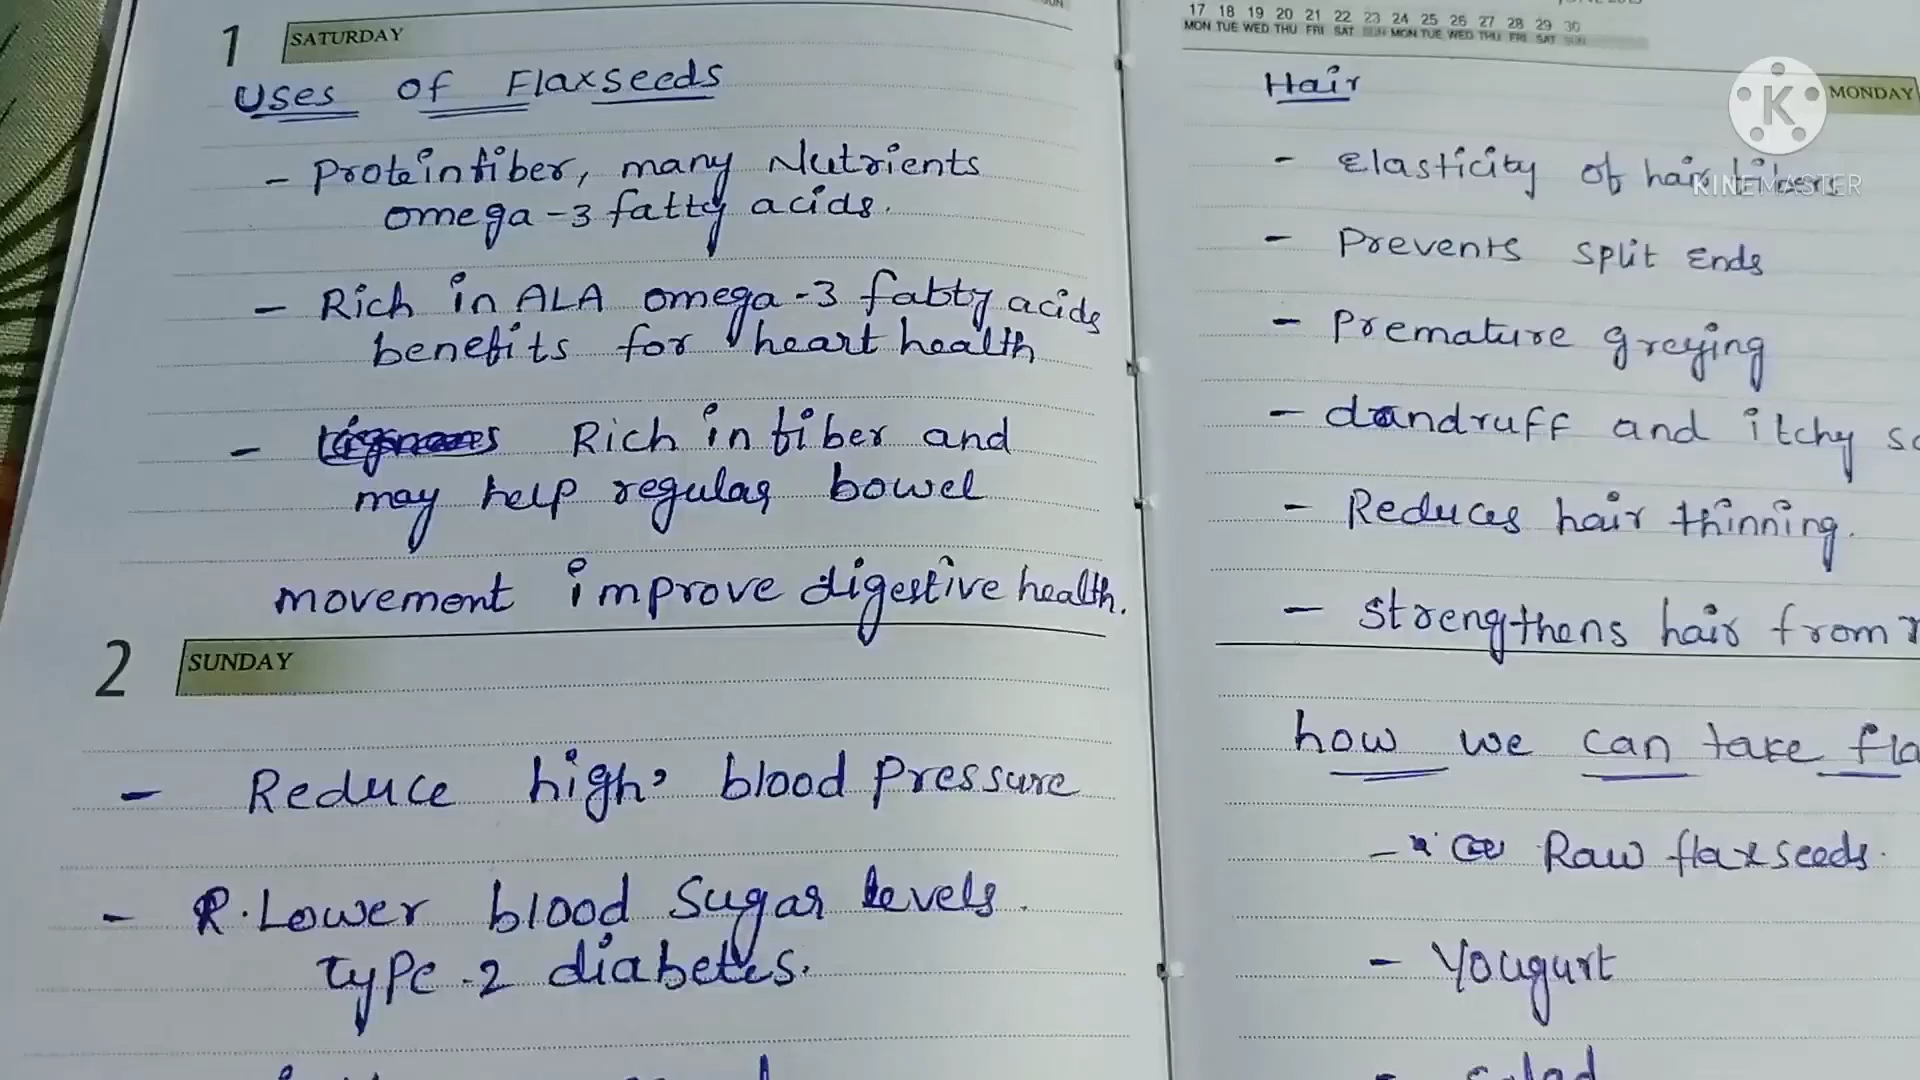 1 SATURDAY
Uses of Flaxseeds
- Protein fiber, many Nutrients
omega-3 fatty acids.
- Rich in ALA omega-3 fatty acids
benefits for heart health
- Rich in fiber and
may help regular bowel
movement improve digestive health.
2 SUNDAY
- Reduce high, blood Pressure
- R. Lower blood Sugar levels.
type-2 diabetes.
17 18 19 20 21 22 23 24 25 26 27 28 29 30
MON TUE WED THU FRI SAT SUN MON TUE WED THU FRI SAT SUN
MONDAY
K
KINEMASTER
Hair
- Elasticity of hair fibers
- Prevents split Ends
- Premature greying
- dandruff and itchy
- Reduces hair thinning.
- Strengthens hair from
how we can take
- Raw flaxseeds.
- Yougurt
- Salad